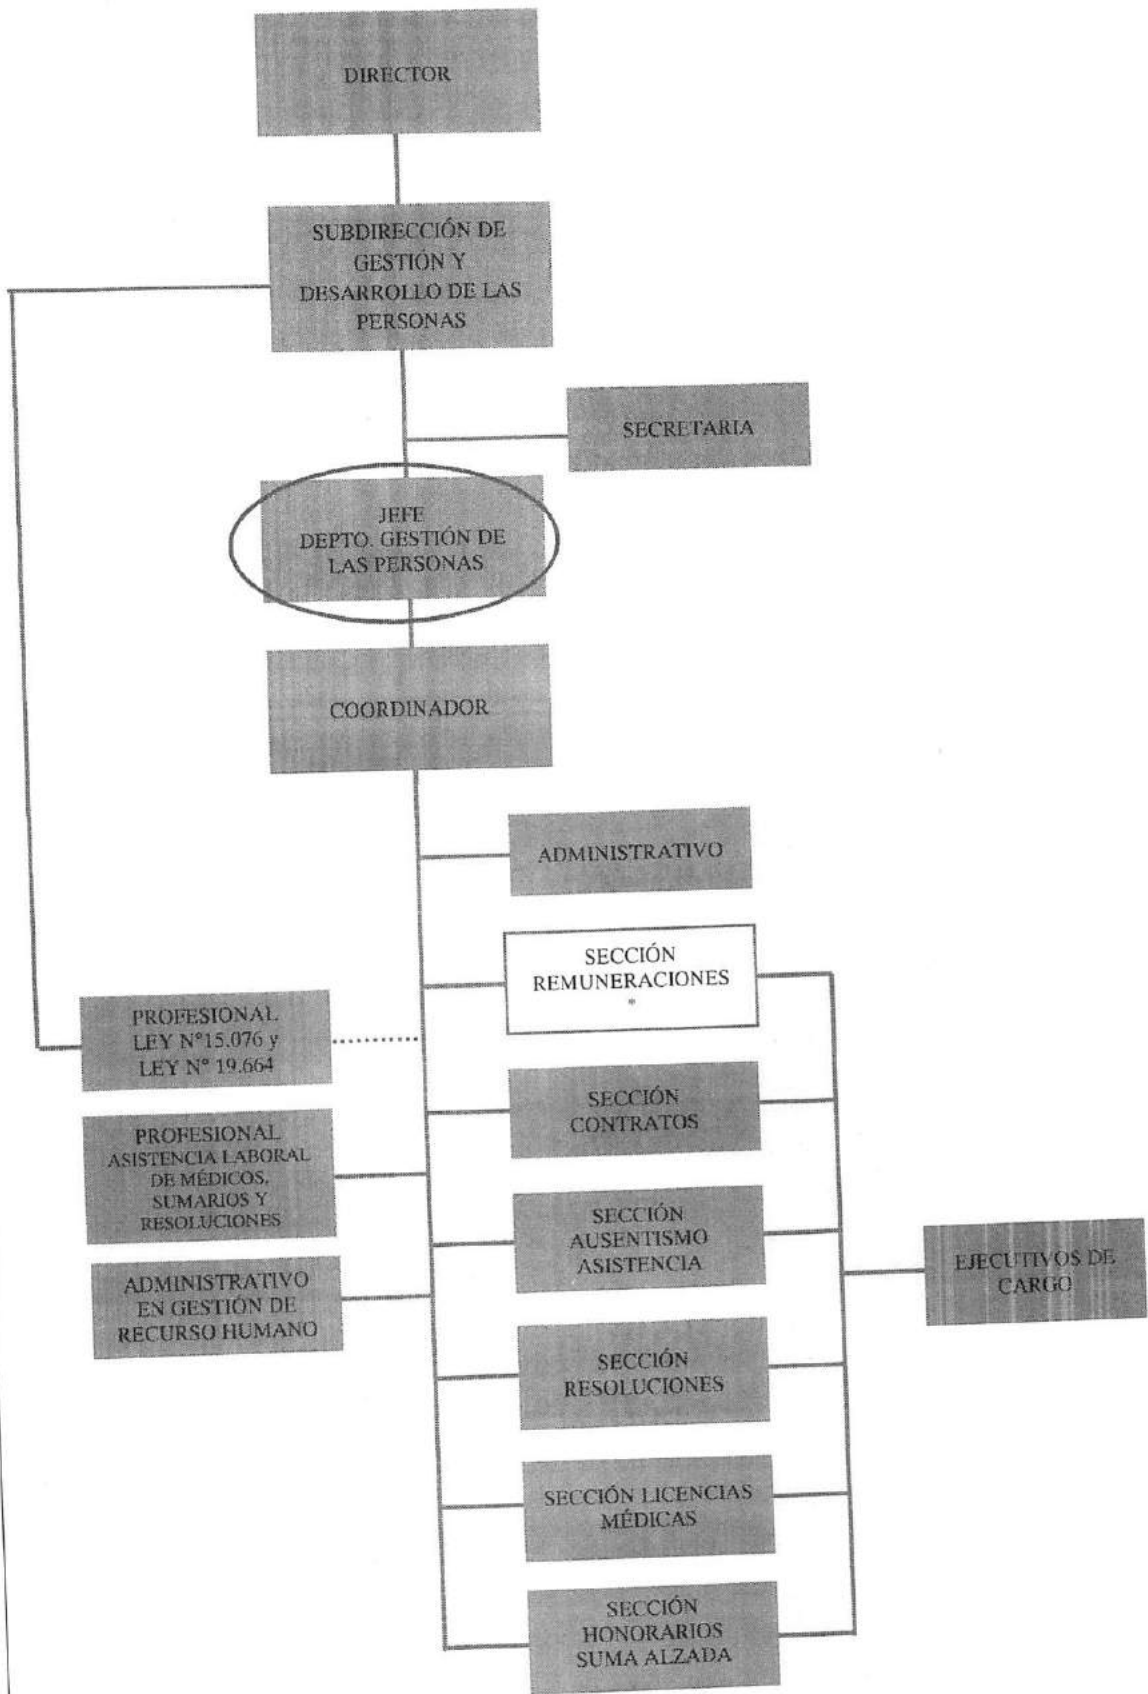 DIRECTOR
SUBDIRECCIÓN DE
GESTIÓN Y
DESARROLLO DE LAS
PERSONAS
SECRETARIA
JEFE
DEPTO. GESTIÓN DE
LAS PERSONAS
COORDINADOR
ADMINISTRATIVO
SECCIÓN
REMUNERACIONES
*
PROFESIONAL
LEY N°15.076 y
LEY N° 19.664
SECCIÓN
CONTRATOS
PROFESIONAL
ASISTENCIA LABORAL
DE MÉDICOS,
SUMARIOS Y
RESOLUCIONES
SECCIÓN
AUSENTISMO
ASISTENCIA
EJECUTIVOS DE
CARGO
ADMINISTRATIVO
EN GESTIÓN DE
RECURSO HUMANO
SECCIÓN
RESOLUCIONES
SECCIÓN LICENCIAS
MÉDICAS
SECCIÓN
HONORARIOS
SUMA ALZADA